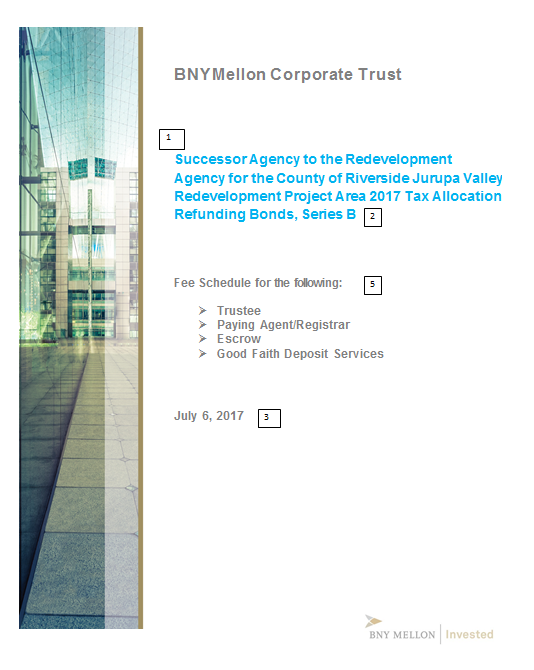 BNYMellon Corporate Trust
1
Successor Agency to the Redevelopment
Agency for the County of Riverside Jurupa Valley
Redevelopment Project Area 2017 Tax Allocation
Refunding Bonds, Series B 2
Fee Schedule for the following: 5
➢ Trustee
➢ Paying Agent/Registrar
➢ Escrow
➢ Good Faith Deposit Services
July 6, 2017 3
BNY MELLON | Invested